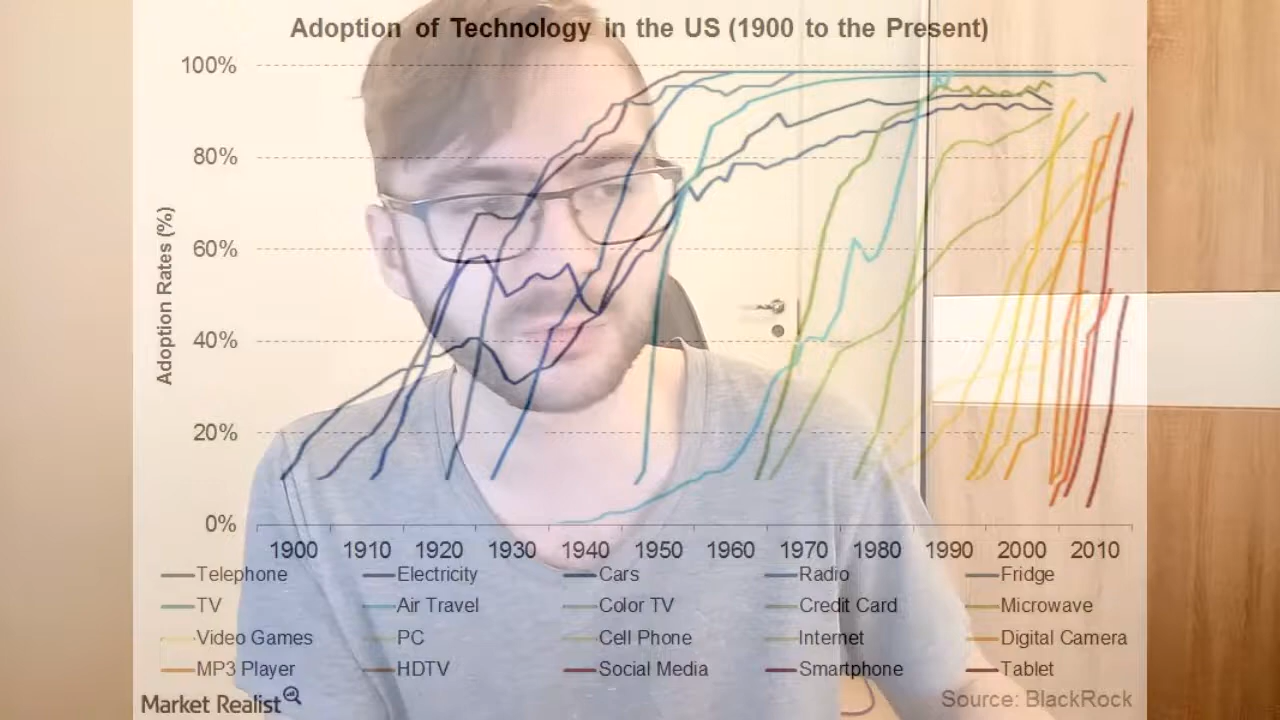 Adoption of Technology in the US (1900 to the Present)
100%
80%
60%
40%
20%
0%
Adoption Rates (%)
1900 1910 1920 1930 1940 1950 1960 1970 1980 1990 2000 2010
Telephone Electricity Cars Radio Fridge
TV Air Travel Color TV Credit Card Microwave
Video Games PC Cell Phone Internet Digital Camera
MP3 Player HDTV Social Media Smartphone Tablet
Market Realist Source: BlackRock